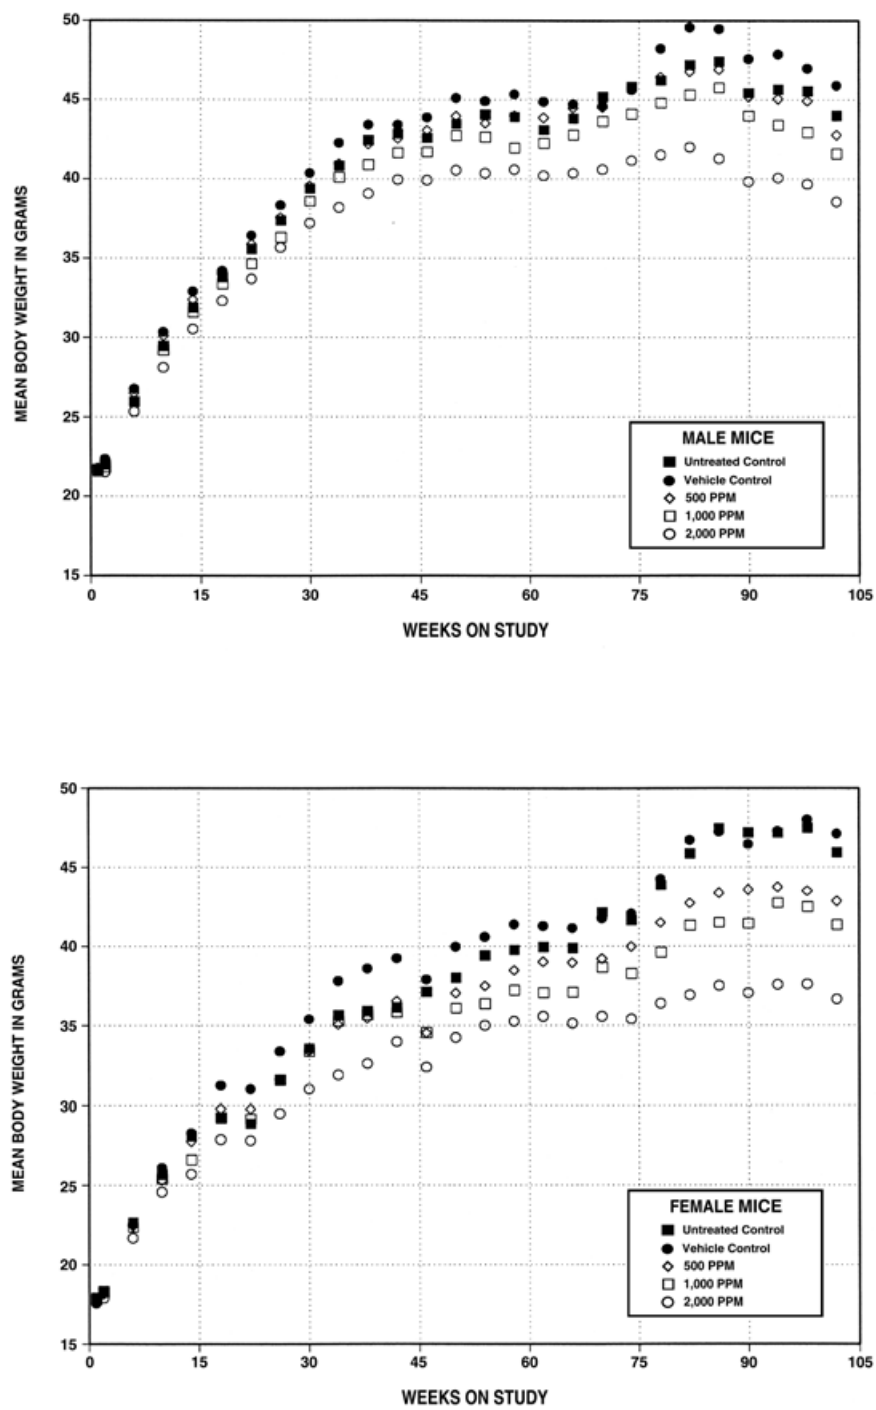 50
45
40
35
30
25
20
15
MEAN BODY WEIGHT IN GRAMS
MALE MICE
Untreated Control
Vehicle Control
500 PPM
1,000 PPM
2,000 PPM
0 15 30 45 60 75 90 105
WEEKS ON STUDY
50
45
40
35
30
25
20
15
MEAN BODY WEIGHT IN GRAMS
FEMALE MICE
Untreated Control
Vehicle Control
500 PPM
1,000 PPM
2,000 PPM
0 15 30 45 60 75 90 105
WEEKS ON STUDY